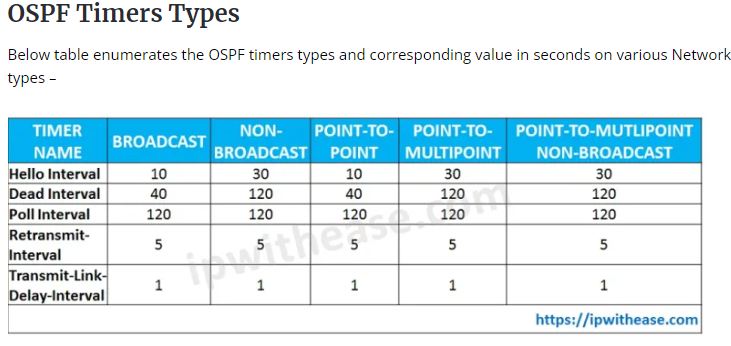 OSPF Timers Types
Below table enumerates the OSPF timers types and corresponding value in seconds on various Network
types –
TIMER NAME BROADCAST NON-BROADCAST POINT-TO-POINT POINT-TO-MULTIPOINT POINT-TO-MUTLIPOINT NON-BROADCAST
Hello Interval 10 30 10 30 30
Dead Interval 40 120 40 120 120
Poll Interval 120 120 120 120 120
Retransmit-Interval 5 5 5 5 5
Transmit-Link-Delay-Interval 1 1 1 1 1
ipwithease.com
https://ipwithease.com